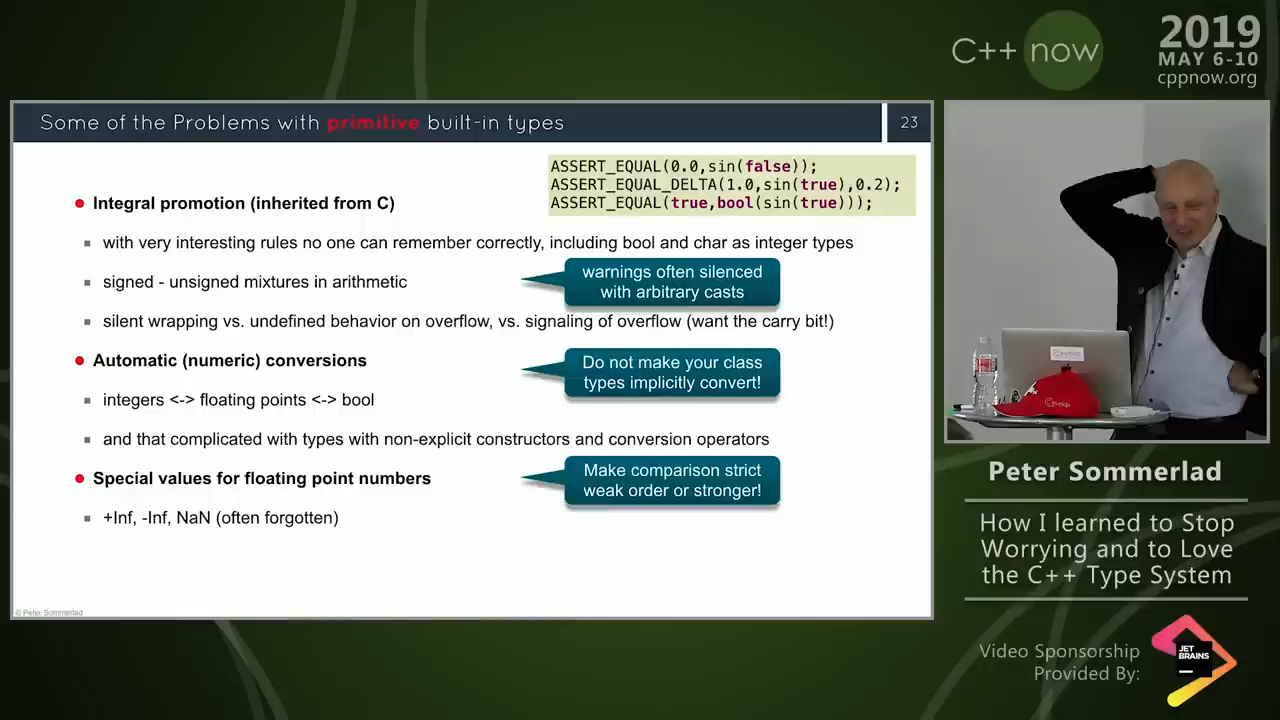 C++ now
2019
MAY 6-10
cppnow.org
Some of the Problems with primitive built-in types
23
ASSERT_EQUAL(0.0,sin(false));
ASSERT_EQUAL_DELTA(1.0,sin(true),0.2);
ASSERT_EQUAL(true,bool(sin(true)));
Integral promotion (inherited from C)
with very interesting rules no one can remember correctly, including bool and char as integer types
signed - unsigned mixtures in arithmetic
warnings often silenced
with arbitrary casts
silent wrapping vs. undefined behavior on overflow, vs. signaling of overflow (want the carry bit!)
Automatic (numeric) conversions
Do not make your class
types implicitly convert!
integers <-> floating points <-> bool
and that complicated with types with non-explicit constructors and conversion operators
Special values for floating point numbers
Make comparison strict
weak order or stronger!
+Inf, -Inf, NaN (often forgotten)
© Peter Sommerlad
Peter Sommerlad
How I learned to Stop
Worrying and to Love
the C++ Type System
Video Sponsorship
Provided By:
JET
BRAINS